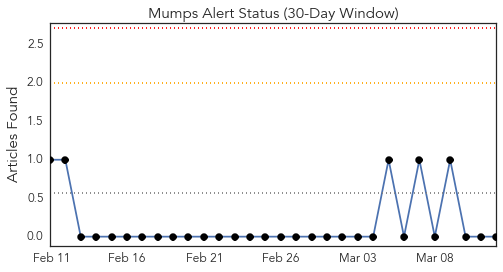 Mumps Alert Status (30-Day Window)
Articles Found
2.5
2.0
1.5
1.0
0.5
0.0
Feb 11
Feb 16
Feb 21
Feb 26
Mar 03
Mar 08